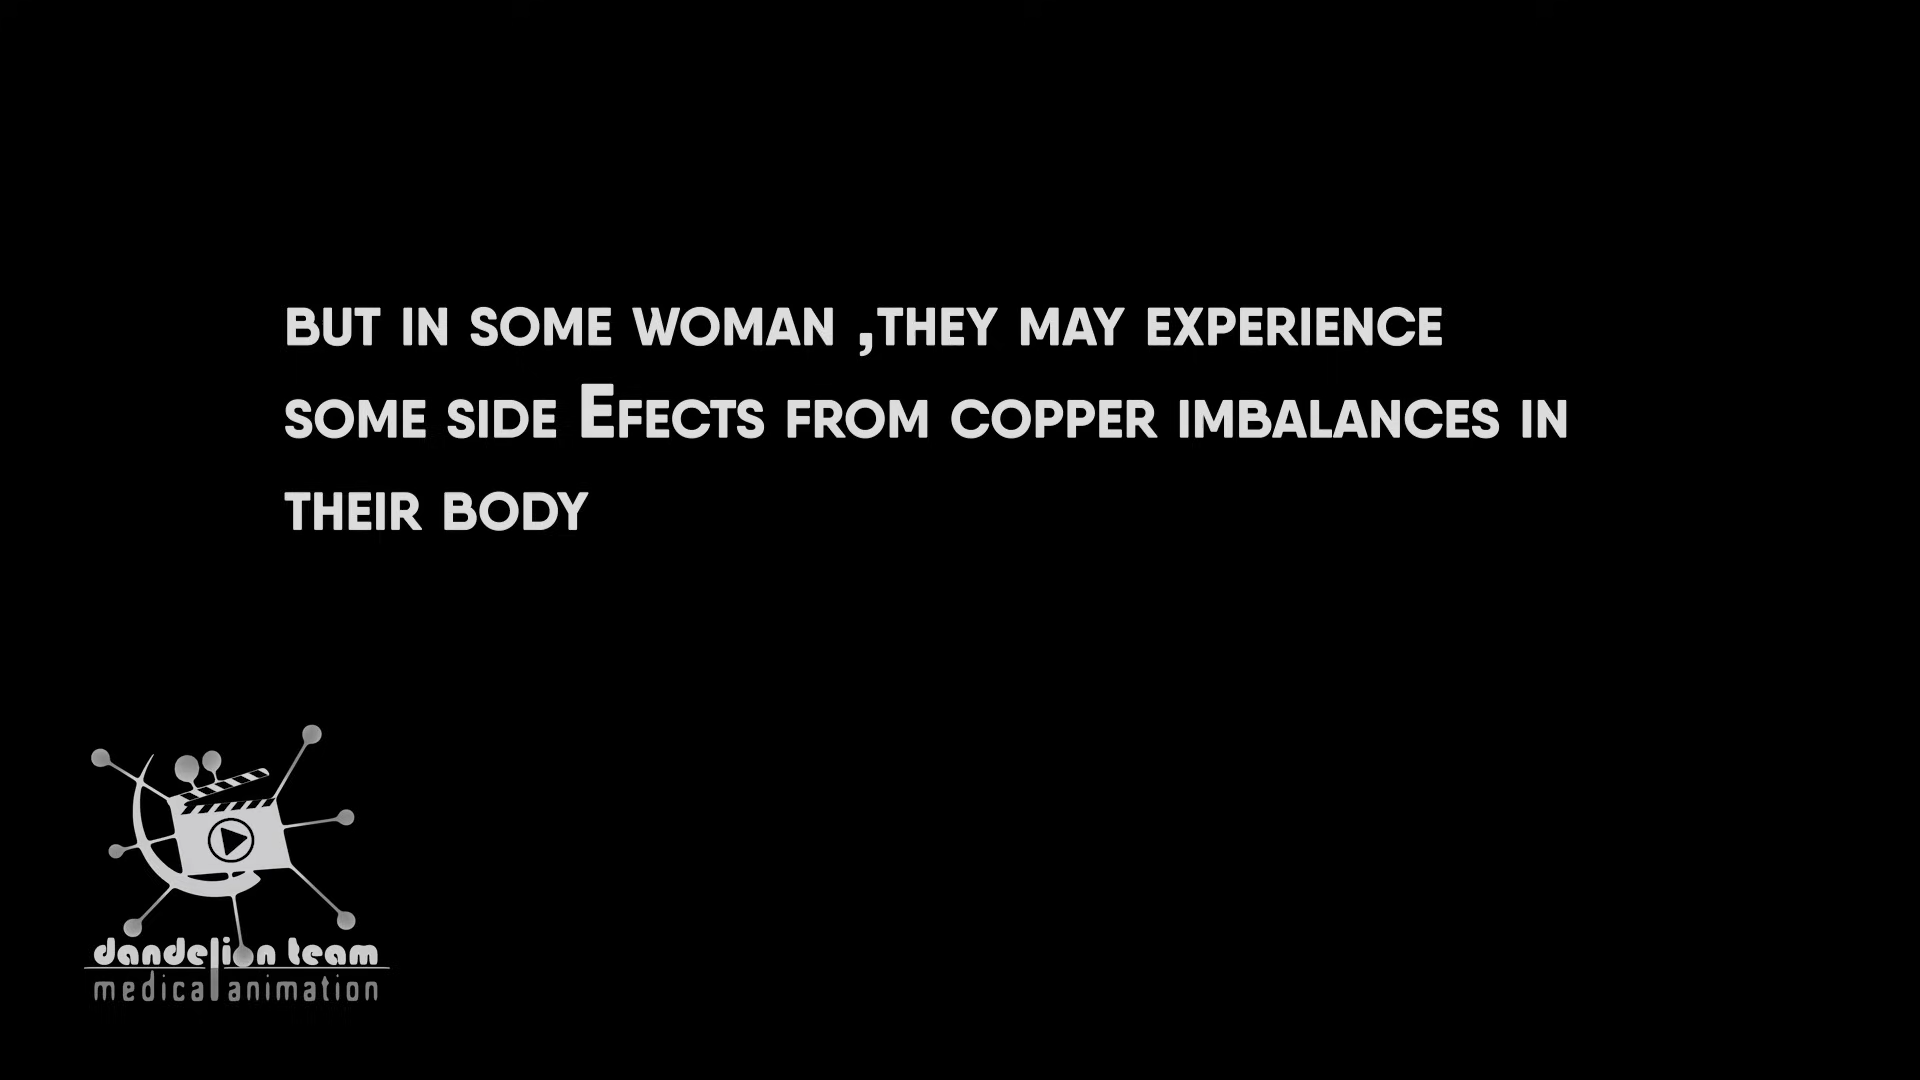 BUT IN SOME WOMAN ,THEY MAY EXPERIENCE
SOME SIDE EFECTS FROM COPPER IMBALANCES IN
THEIR BODY
dandelion team
medical animation